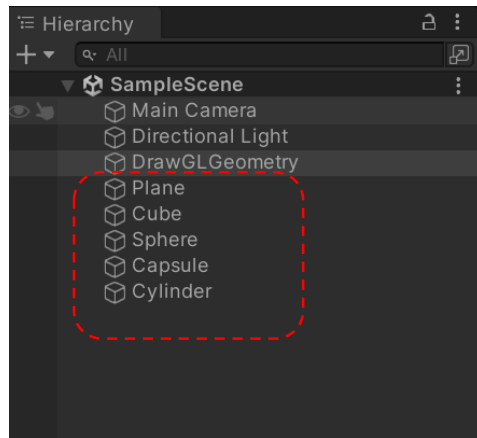 Hierarchy
All
SampleScene
Main Camera
Directional Light
DrawGLGeometry
Plane
Cube
Sphere
Capsule
Cylinder